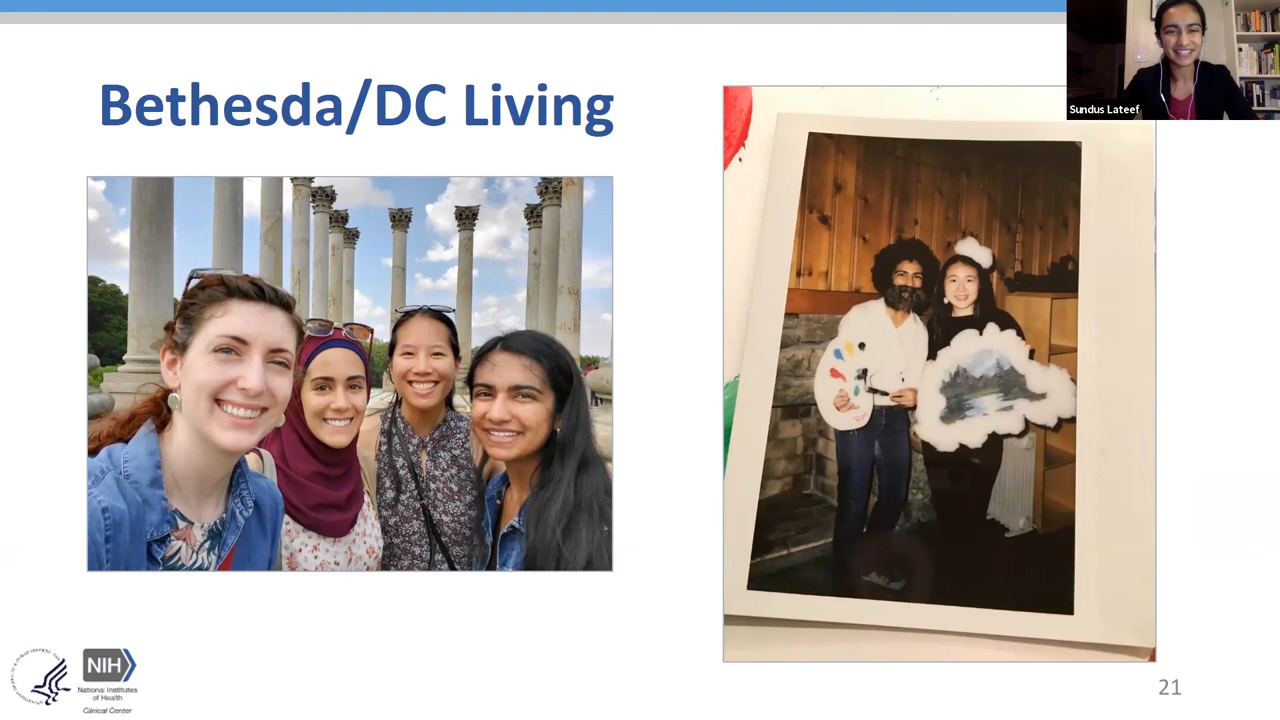 Bethesda/DC Living
Sundus Lateef
NIH
National Institutes
of Health
Clinical Center
21